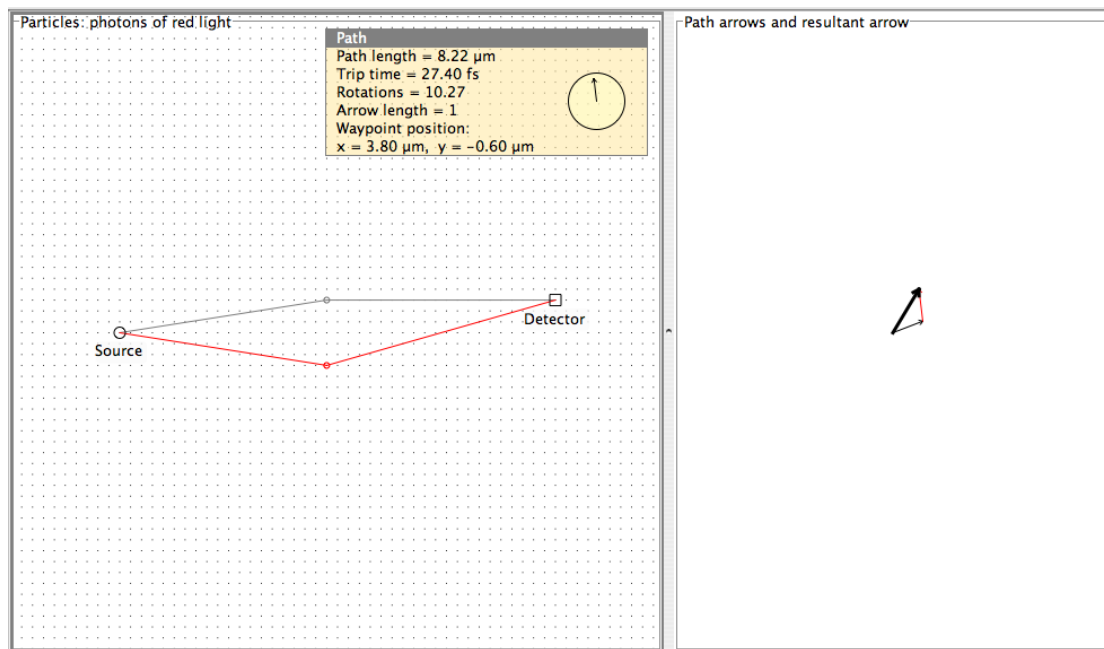 Particles: photons of red light
Path
Path length = 8.22 μm
Trip time = 27.40 fs
Rotations = 10.27
Arrow length = 1
Waypoint position:
x = 3.80 μm,  y = −0.60 μm
Source
Detector
Path arrows and resultant arrow